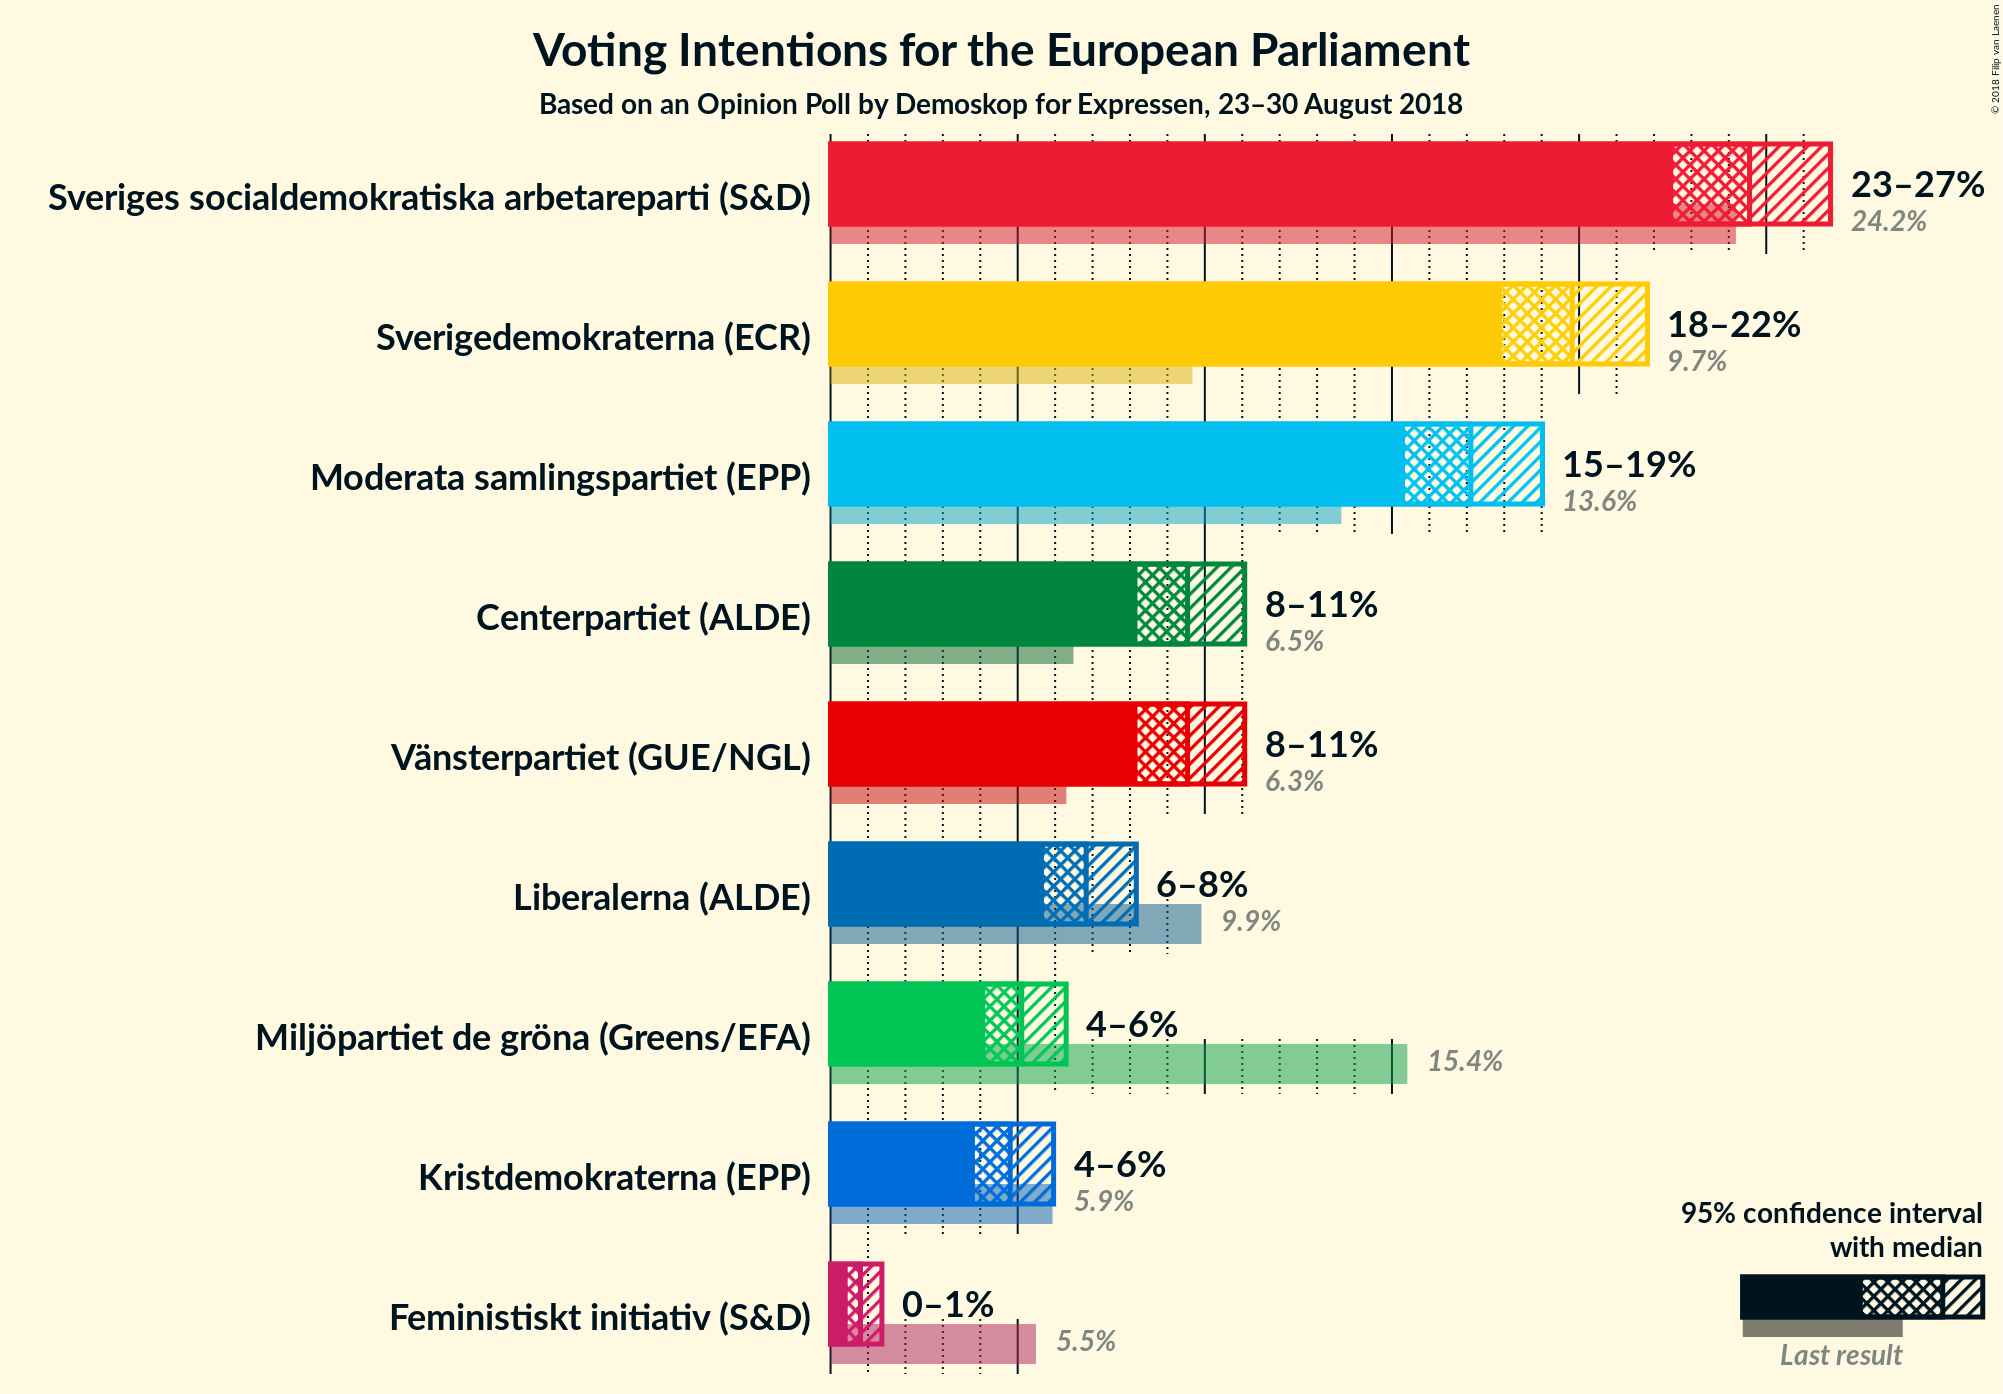 Voting Intentions for the European Parliament
Based on an Opinion Poll by Demoskop for Expressen, 23–30 August 2018
© 2018 Filip van Laenen
Sveriges socialdemokratiska arbetareparti (S&D)
23–27%
24.2%
Sverigedemokraterna (ECR)
18–22%
9.7%
Moderata samlingspartiet (EPP)
15–19%
13.6%
Centerpartiet (ALDE)
8–11%
6.5%
Vänsterpartiet (GUE/NGL)
8–11%
6.3%
Liberalerna (ALDE)
6–8%
9.9%
Miljöpartiet de gröna (Greens/EFA)
4–6%
15.4%
Kristdemokraterna (EPP)
4–6%
5.9%
Feministiskt initiativ (S&D)
0–1%
5.5%
95% confidence interval
with median
Last result